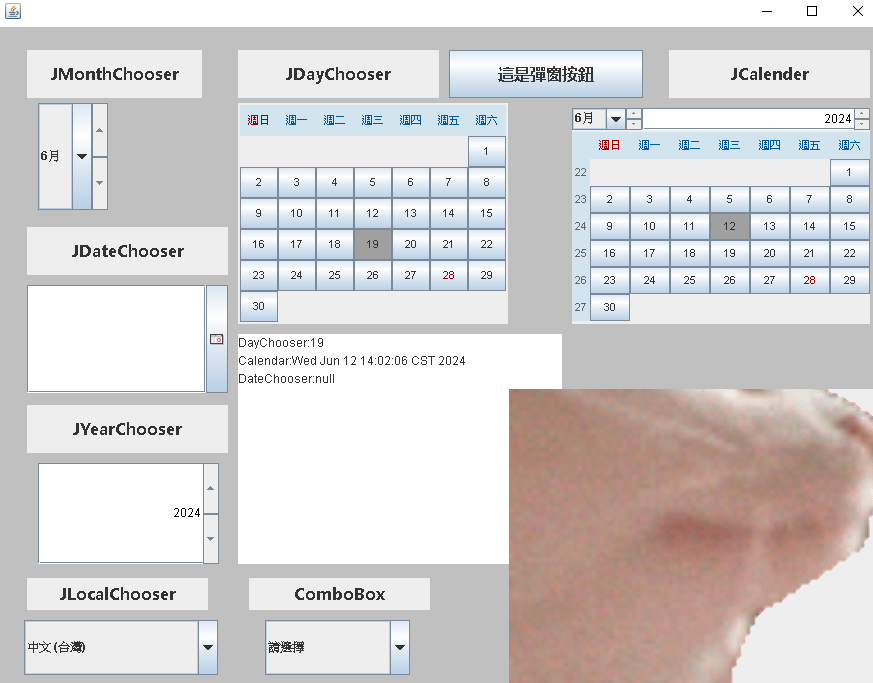 JMonthChooser
JDayChooser
這是彈窗按鈕
JCalender
6月
週日 週一 週二 週三 週四 週五 週六
1
2 3 4 5 6 7 8
9 10 11 12 13 14 15
16 17 18 19 20 21 22
23 24 25 26 27 28 29
30
6月 2024
週日 週一 週二 週三 週四 週五 週六
22 1
23 2 3 4 5 6 7 8
24 9 10 11 12 13 14 15
25 16 17 18 19 20 21 22
26 23 24 25 26 27 28 29
27 30
JDateChooser
DayChooser:19
Calendar:Wed Jun 12 14:02:06 CST 2024
DateChooser:null
JYearChooser
2024
JLocalChooser
ComboBox
中文 (台灣)
請選擇